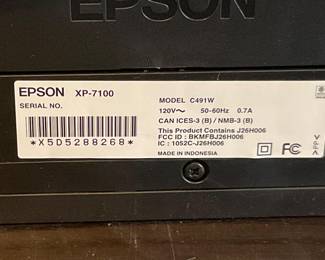 EPSON
EPSON XP-7100
SERIAL NO.
MODEL C491W
120V~ 50-60Hz 0.7A
CAN ICES-3 (B) / NMB-3 (B)
This Product Contains J26H006
FCC ID : BKMFBJ26H006
IC : 1052C-J26H006
*X5D5288268*
MADE IN INDONESIA
FC